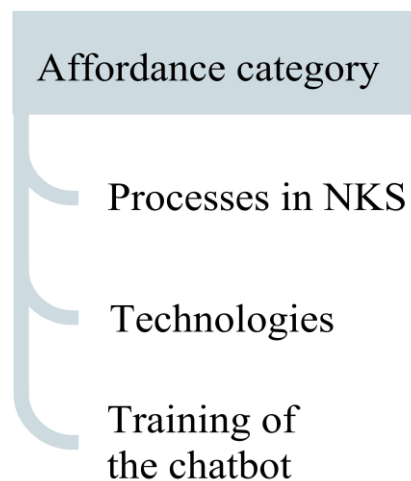 Affordance category
Processes in NKS
Technologies
Training of
the chatbot